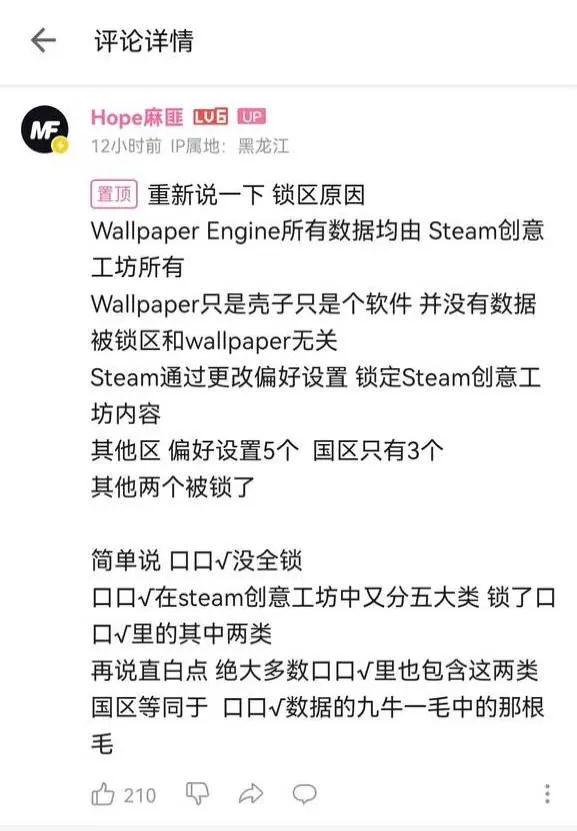 评论详情
MF
Hope麻匪 LV6 UP
12小时前 IP属地：黑龙江
置顶 重新说一下 锁区原因
Wallpaper Engine所有数据均由 Steam创意
工坊所有
Wallpaper只是壳子只是个软件 并没有数据
被锁区和wallpaper无关
Steam通过更改偏好设置 锁定Steam创意工
坊内容
其他区 偏好设置5个 国区只有3个
其他两个被锁了
简单说 口口√没全锁
口口√在steam创意工坊中又分五大类 锁了口
口√里的其中两类
再说直白点 绝大多数口口√里也包含这两类
国区等同于 口口√数据的九牛一毛中的那根
毛
210